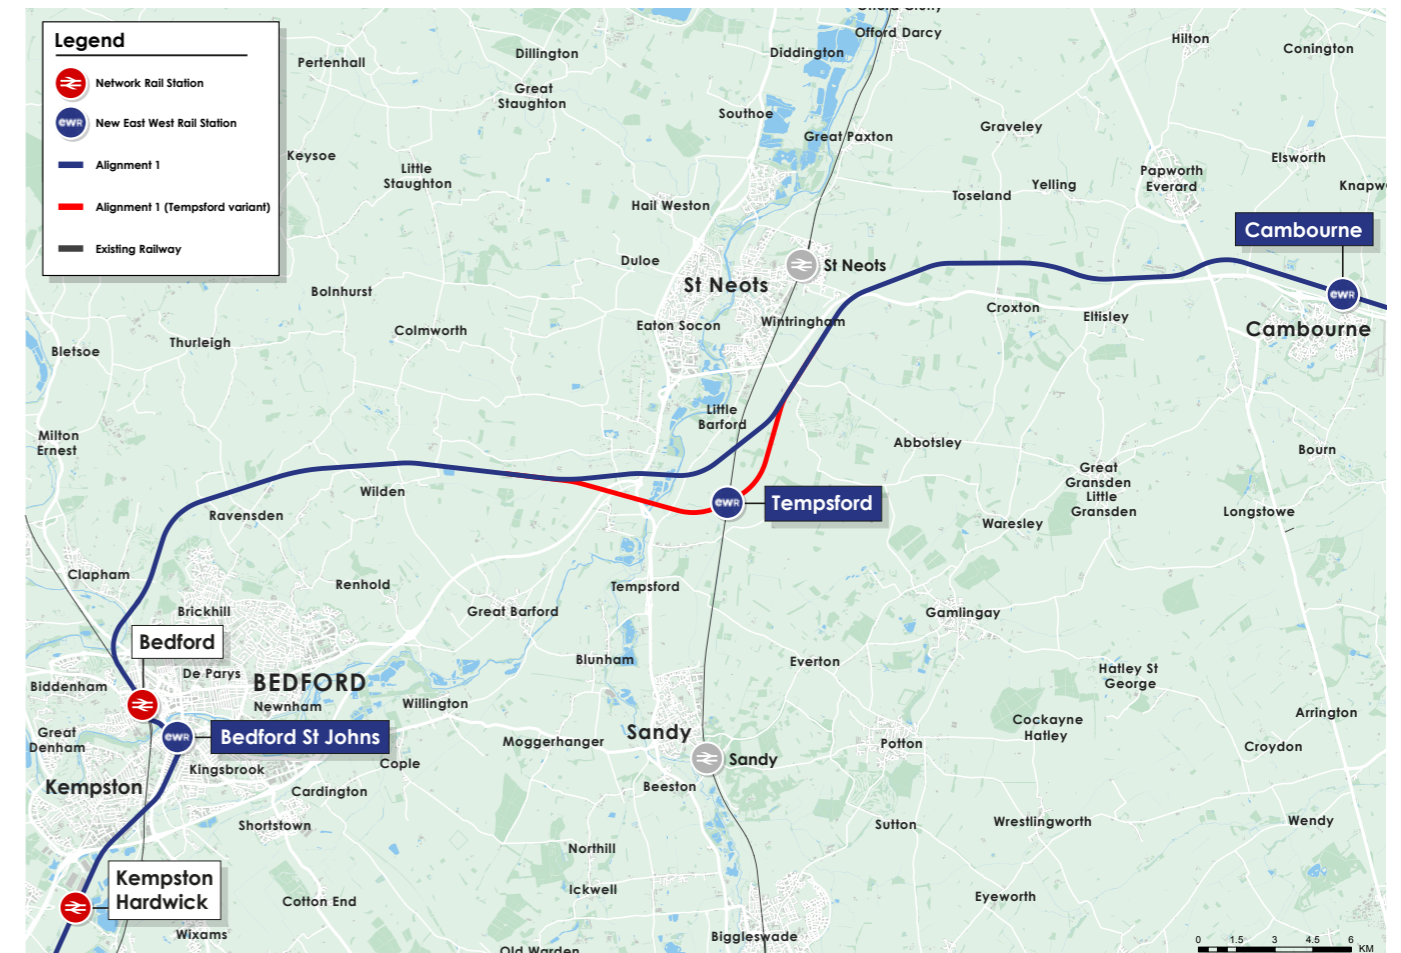 Legend
Network Rail Station
ewr New East West Rail Station
Alignment 1
Alignment 1 (Tempsford variant)
Existing Railway
Offord Darcy
Hilton
Conington
Dillington
Diddington
Pertenhall
Great
Staughton
Southoe
Graveley
Great Paxton
Keysoe
Elsworth
Little
Staughton
Papworth
Everard
Yelling
Toseland
Hail Weston
Cambourne
Duloe
St Neots
St Neots
Bolnhurst
ewr
Croxton
Eltisley
Wintringham
Eaton Socon
Colmworth
Cambourne
Thurleigh
Bletsoe
Little
Barford
Milton
Ernest
Abbotsley
Bourn
Great
Gransden
Little
Gransden
Wilden
ewr
Tempsford
Ravensden
Longstowe
Waresley
Clapham
Renhold
Tempsford
Brickhill
Great Barford
Gamlingay
Bedford
Blunham
Everton
De Parys
BEDFORD
Hatley St
George
Biddenham
Newnham
Willington
Arrington
Cockayne
Hatley
Great
Denham
ewr
Bedford St Johns
Sandy
Moggerhanger
Potton
Croydon
Sandy
Kingsbrook
Cople
Kempston
Beeston
Cardington
Shortstown
Sutton
Wrestlingworth
Wendy
Northill
Kempston
Hardwick
Ickwell
Cotton End
Eyeworth
Wixams
Biggleswade
Old Warden
0 1.5 3 4.5 6
KM